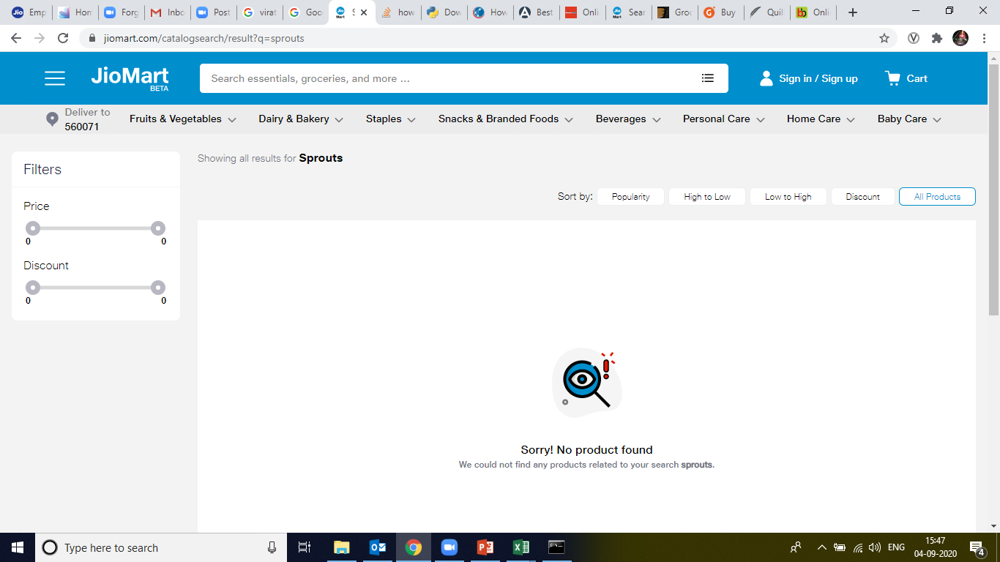 Jio Emp
Hom
Forg
Inbo
Post
virat
Goo
S
how
Dow
How
Best
Onli
Sear
Groc
Buy
Quil
bb Onli
jiomart.com/catalogsearch/result?q=sprouts
JioMart
BETA
Search essentials, groceries, and more ...
Sign in / Sign up
Cart
Deliver to
560071
Fruits & Vegetables
Dairy & Bakery
Staples
Snacks & Branded Foods
Beverages
Personal Care
Home Care
Baby Care
Filters
Price
0 0
Discount
0 0
Showing all results for Sprouts
Sort by: Popularity High to Low Low to High Discount All Products
Sorry! No product found
We could not find any products related to your search sprouts.
Type here to search
ENG
15:47
04-09-2020
4